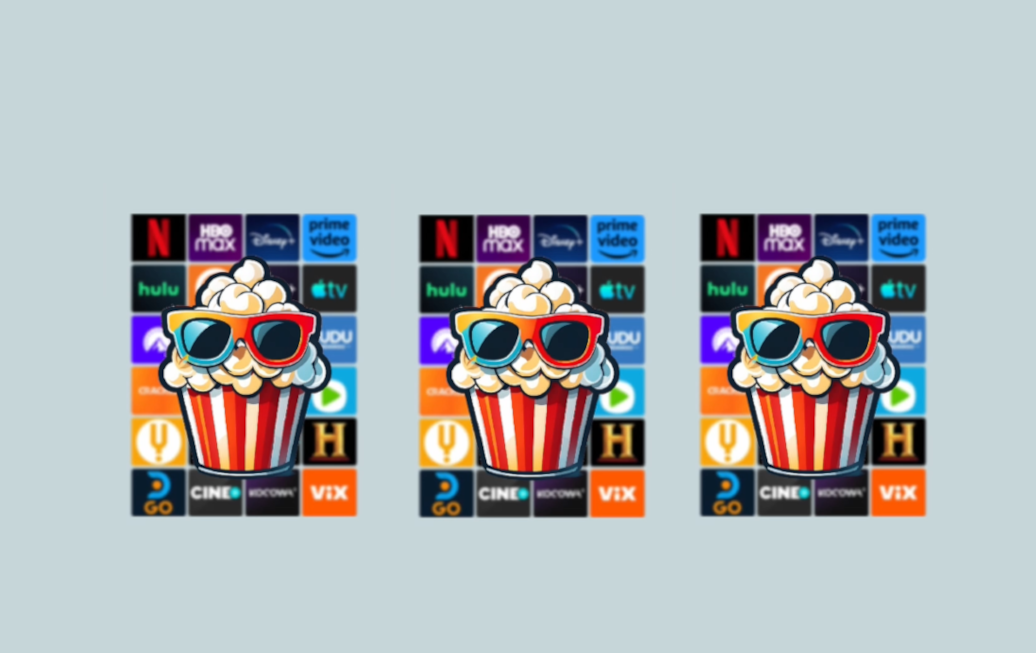 N HBO max Disney+ prime video
hulu tv
UDU
GO CINE KOCOWA+ ViX
N HBO max Disney+ prime video
hulu tv
UDU
GO CINE KOCOWA+ ViX
N HBO max Disney+ prime video
hulu tv
UDU
GO CINE KOCOWA+ ViX